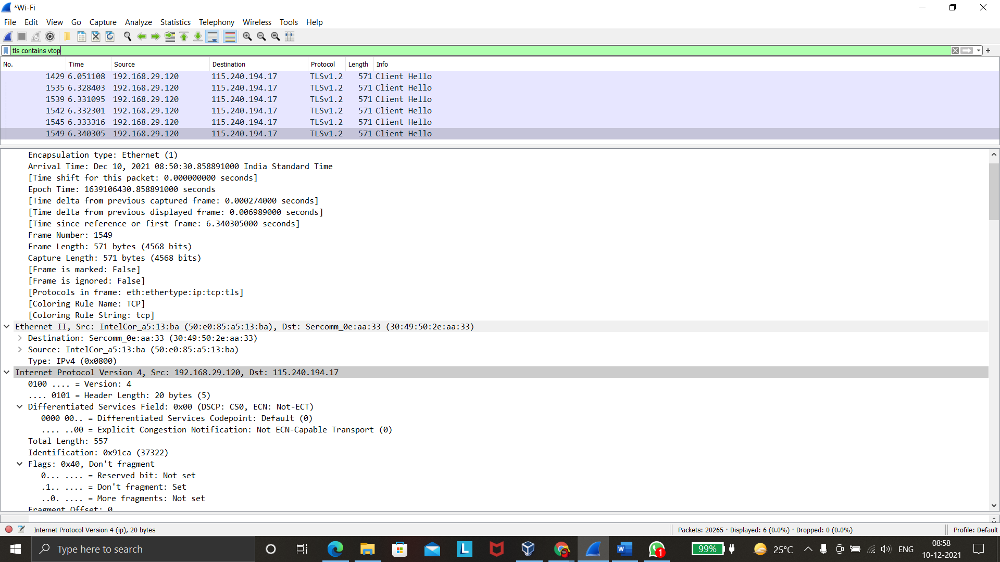 *Wi-Fi
File Edit View Go Capture Analyze Statistics Telephony Wireless Tools Help
tls contains vtop
No. Time Source Destination Protocol Length Info
1429 6.051108 192.168.29.120 115.240.194.17 TLSv1.2 571 Client Hello
1535 6.328403 192.168.29.120 115.240.194.17 TLSv1.2 571 Client Hello
1539 6.331095 192.168.29.120 115.240.194.17 TLSv1.2 571 Client Hello
1542 6.332301 192.168.29.120 115.240.194.17 TLSv1.2 571 Client Hello
1545 6.333316 192.168.29.120 115.240.194.17 TLSv1.2 571 Client Hello
1549 6.340305 192.168.29.120 115.240.194.17 TLSv1.2 571 Client Hello
Encapsulation type: Ethernet (1)
Arrival Time: Dec 10, 2021 08:50:30.858891000 India Standard Time
[Time shift for this packet: 0.000000000 seconds]
Epoch Time: 1639106430.858891000 seconds
[Time delta from previous captured frame: 0.000274000 seconds]
[Time delta from previous displayed frame: 0.006989000 seconds]
[Time since reference or first frame: 6.340305000 seconds]
Frame Number: 1549
Frame Length: 571 bytes (4568 bits)
Capture Length: 571 bytes (4568 bits)
[Frame is marked: False]
[Frame is ignored: False]
[Protocols in frame: eth:ethertype:ip:tcp:tls]
[Coloring Rule Name: TCP]
[Coloring Rule String: tcp]
Ethernet II, Src: IntelCor_a5:13:ba (50:e0:85:a5:13:ba), Dst: Sercomm_0e:aa:33 (30:49:50:2e:aa:33)
Destination: Sercomm_0e:aa:33 (30:49:50:2e:aa:33)
Source: IntelCor_a5:13:ba (50:e0:85:a5:13:ba)
Type: IPv4 (0x0800)
Internet Protocol Version 4, Src: 192.168.29.120, Dst: 115.240.194.17
0100 .... = Version: 4
.... 0101 = Header Length: 20 bytes (5)
Differentiated Services Field: 0x00 (DSCP: CS0, ECN: Not-ECT)
0000 00.. = Differentiated Services Codepoint: Default (0)
.... ..00 = Explicit Congestion Notification: Not ECN-Capable Transport (0)
Total Length: 557
Identification: 0x91ca (37322)
Flags: 0x40, Don't fragment
0... .... = Reserved bit: Not set
.1.. .... = Don't fragment: Set
..0. .... = More fragments: Not set
Fragment Offset: 0
Internet Protocol Version 4 (ip), 20 bytes
Packets: 20265 · Displayed: 6 (0.0%) · Dropped: 0 (0.0%)
Profile: Default
Type here to search
L
W
1
99%
25°C
ENG
08:58
10-12-2021